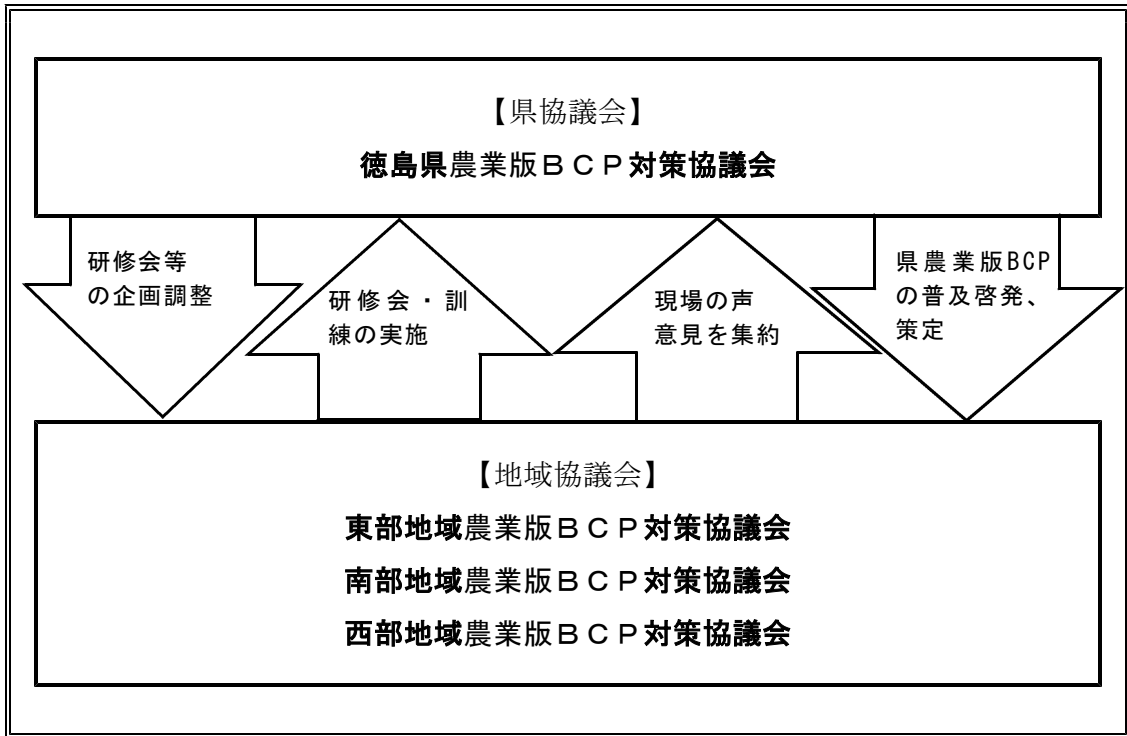 【県協議会】
徳島県農業版ＢＣＰ対策協議会
研修会等
の企画調整
研修会・訓
練の実施
現場の声
意見を集約
県農業版BCP
の普及啓発、
策定
【地域協議会】
東部地域農業版ＢＣＰ対策協議会
南部地域農業版ＢＣＰ対策協議会
西部地域農業版ＢＣＰ対策協議会